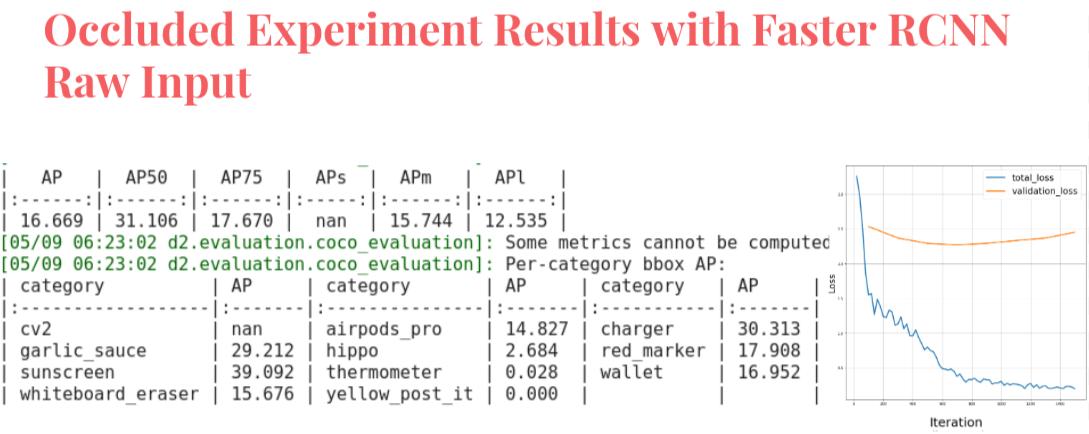 Occluded Experiment Results with Faster RCNN
Raw Input
| AP | AP50 | AP75 | APs | APm | APl |
|:------:|:------:|:------:|:-----:|:------:|:------:|
| 16.669 | 31.106 | 17.670 | nan | 15.744 | 12.535 |
[05/09 06:23:02 d2.evaluation.coco_evaluation]: Some metrics cannot be computed
[05/09 06:23:02 d2.evaluation.coco_evaluation]: Per-category bbox AP:
| category | AP | category | AP | category | AP |
|:------------------|:-------|:---------------|:-------|:-----------|:-------|
| cv2 | nan | airpods_pro | 14.827 | charger | 30.313 |
| garlic_sauce | 29.212 | hippo | 2.684 | red_marker | 17.908 |
| sunscreen | 39.092 | thermometer | 0.028 | wallet | 16.952 |
| whiteboard_eraser | 15.676 | yellow_post_it | 0.000 | | |
total_loss
validation_loss
Loss
Iteration